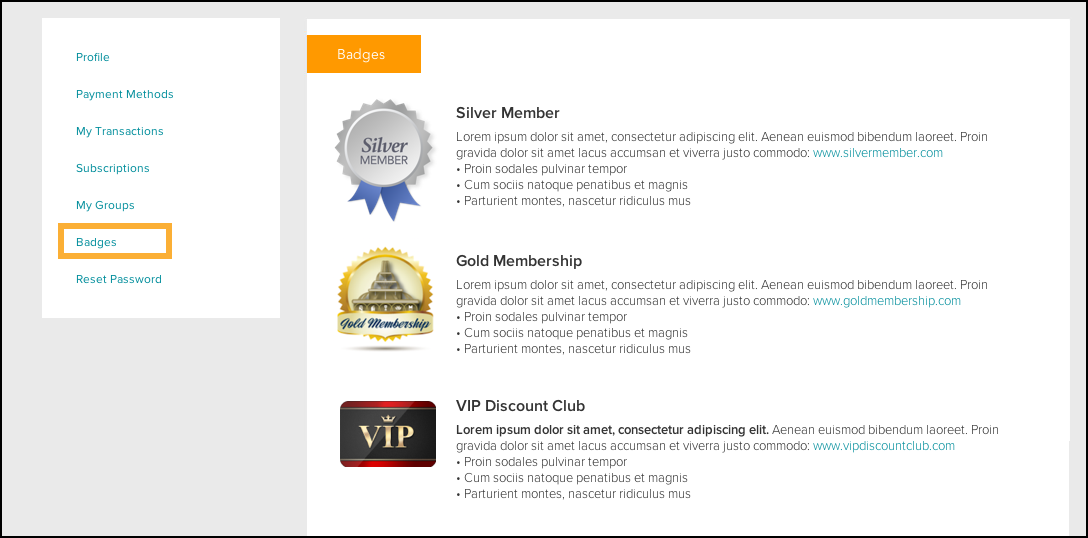 Profile
Payment Methods
My Transactions
Subscriptions
My Groups
Badges
Reset Password
Badges
Silver
MEMBER
Silver Member
Lorem ipsum dolor sit amet, consectetur adipiscing elit. Aenean euismod bibendum laoreet. Proin
gravida dolor sit amet lacus accumsan et viverra justo commodo: www.silvermember.com
• Proin sodales pulvinar tempor
• Cum sociis natoque penatibus et magnis
• Parturient montes, nascetur ridiculus mus
Gold Membership
Gold Membership
Lorem ipsum dolor sit amet, consectetur adipiscing elit. Aenean euismod bibendum laoreet. Proin
gravida dolor sit amet lacus accumsan et viverra justo commodo: www.goldmembership.com
• Proin sodales pulvinar tempor
• Cum sociis natoque penatibus et magnis
• Parturient montes, nascetur ridiculus mus
VIP
VIP Discount Club
Lorem ipsum dolor sit amet, consectetur adipiscing elit. Aenean euismod bibendum laoreet. Proin
gravida dolor sit amet lacus accumsan et viverra justo commodo: www.vipdiscountclub.com
• Proin sodales pulvinar tempor
• Cum sociis natoque penatibus et magnis
• Parturient montes, nascetur ridiculus mus